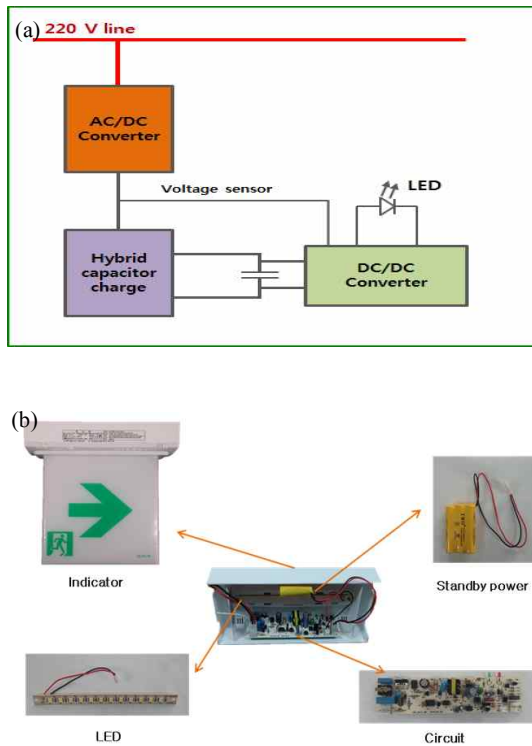 (a) 220 V line
AC/DC
Converter
Voltage sensor
LED
Hybrid
capacitor
charge
DC/DC
Converter
(b)
Indicator
Standby power
LED
Circuit